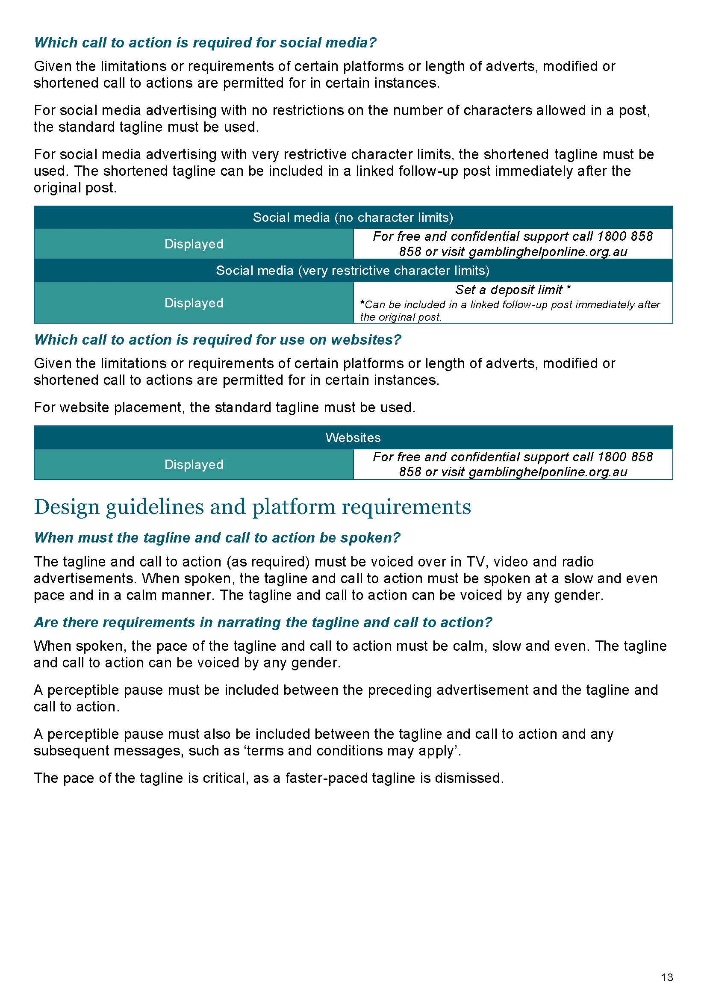 Which call to action is required for social media?
Given the limitations or requirements of certain platforms or length of adverts, modified or
shortened call to actions are permitted for in certain instances.
For social media advertising with no restrictions on the number of characters allowed in a post,
the standard tagline must be used.
For social media advertising with very restrictive character limits, the shortened tagline must be
used. The shortened tagline can be included in a linked follow-up post immediately after the
original post.
Social media (no character limits)
Displayed
For free and confidential support call 1800 858
858 or visit gamblinghelponline.org.au
Social media (very restrictive character limits)
Displayed
Set a deposit limit *
*Can be included in a linked follow-up post immediately after
the original post.
Which call to action is required for use on websites?
Given the limitations or requirements of certain platforms or length of adverts, modified or
shortened call to actions are permitted for in certain instances.
For website placement, the standard tagline must be used.
Websites
Displayed
For free and confidential support call 1800 858
858 or visit gamblinghelponline.org.au
Design guidelines and platform requirements
When must the tagline and call to action be spoken?
The tagline and call to action (as required) must be voiced over in TV, video and radio
advertisements. When spoken, the tagline and call to action must be spoken at a slow and even
pace and in a calm manner. The tagline and call to action can be voiced by any gender.
Are there requirements in narrating the tagline and call to action?
When spoken, the pace of the tagline and call to action must be calm, slow and even. The tagline
and call to action can be voiced by any gender.
A perceptible pause must be included between the preceding advertisement and the tagline and
call to action.
A perceptible pause must also be included between the tagline and call to action and any
subsequent messages, such as ‘terms and conditions may apply’.
The pace of the tagline is critical, as a faster-paced tagline is dismissed.
13